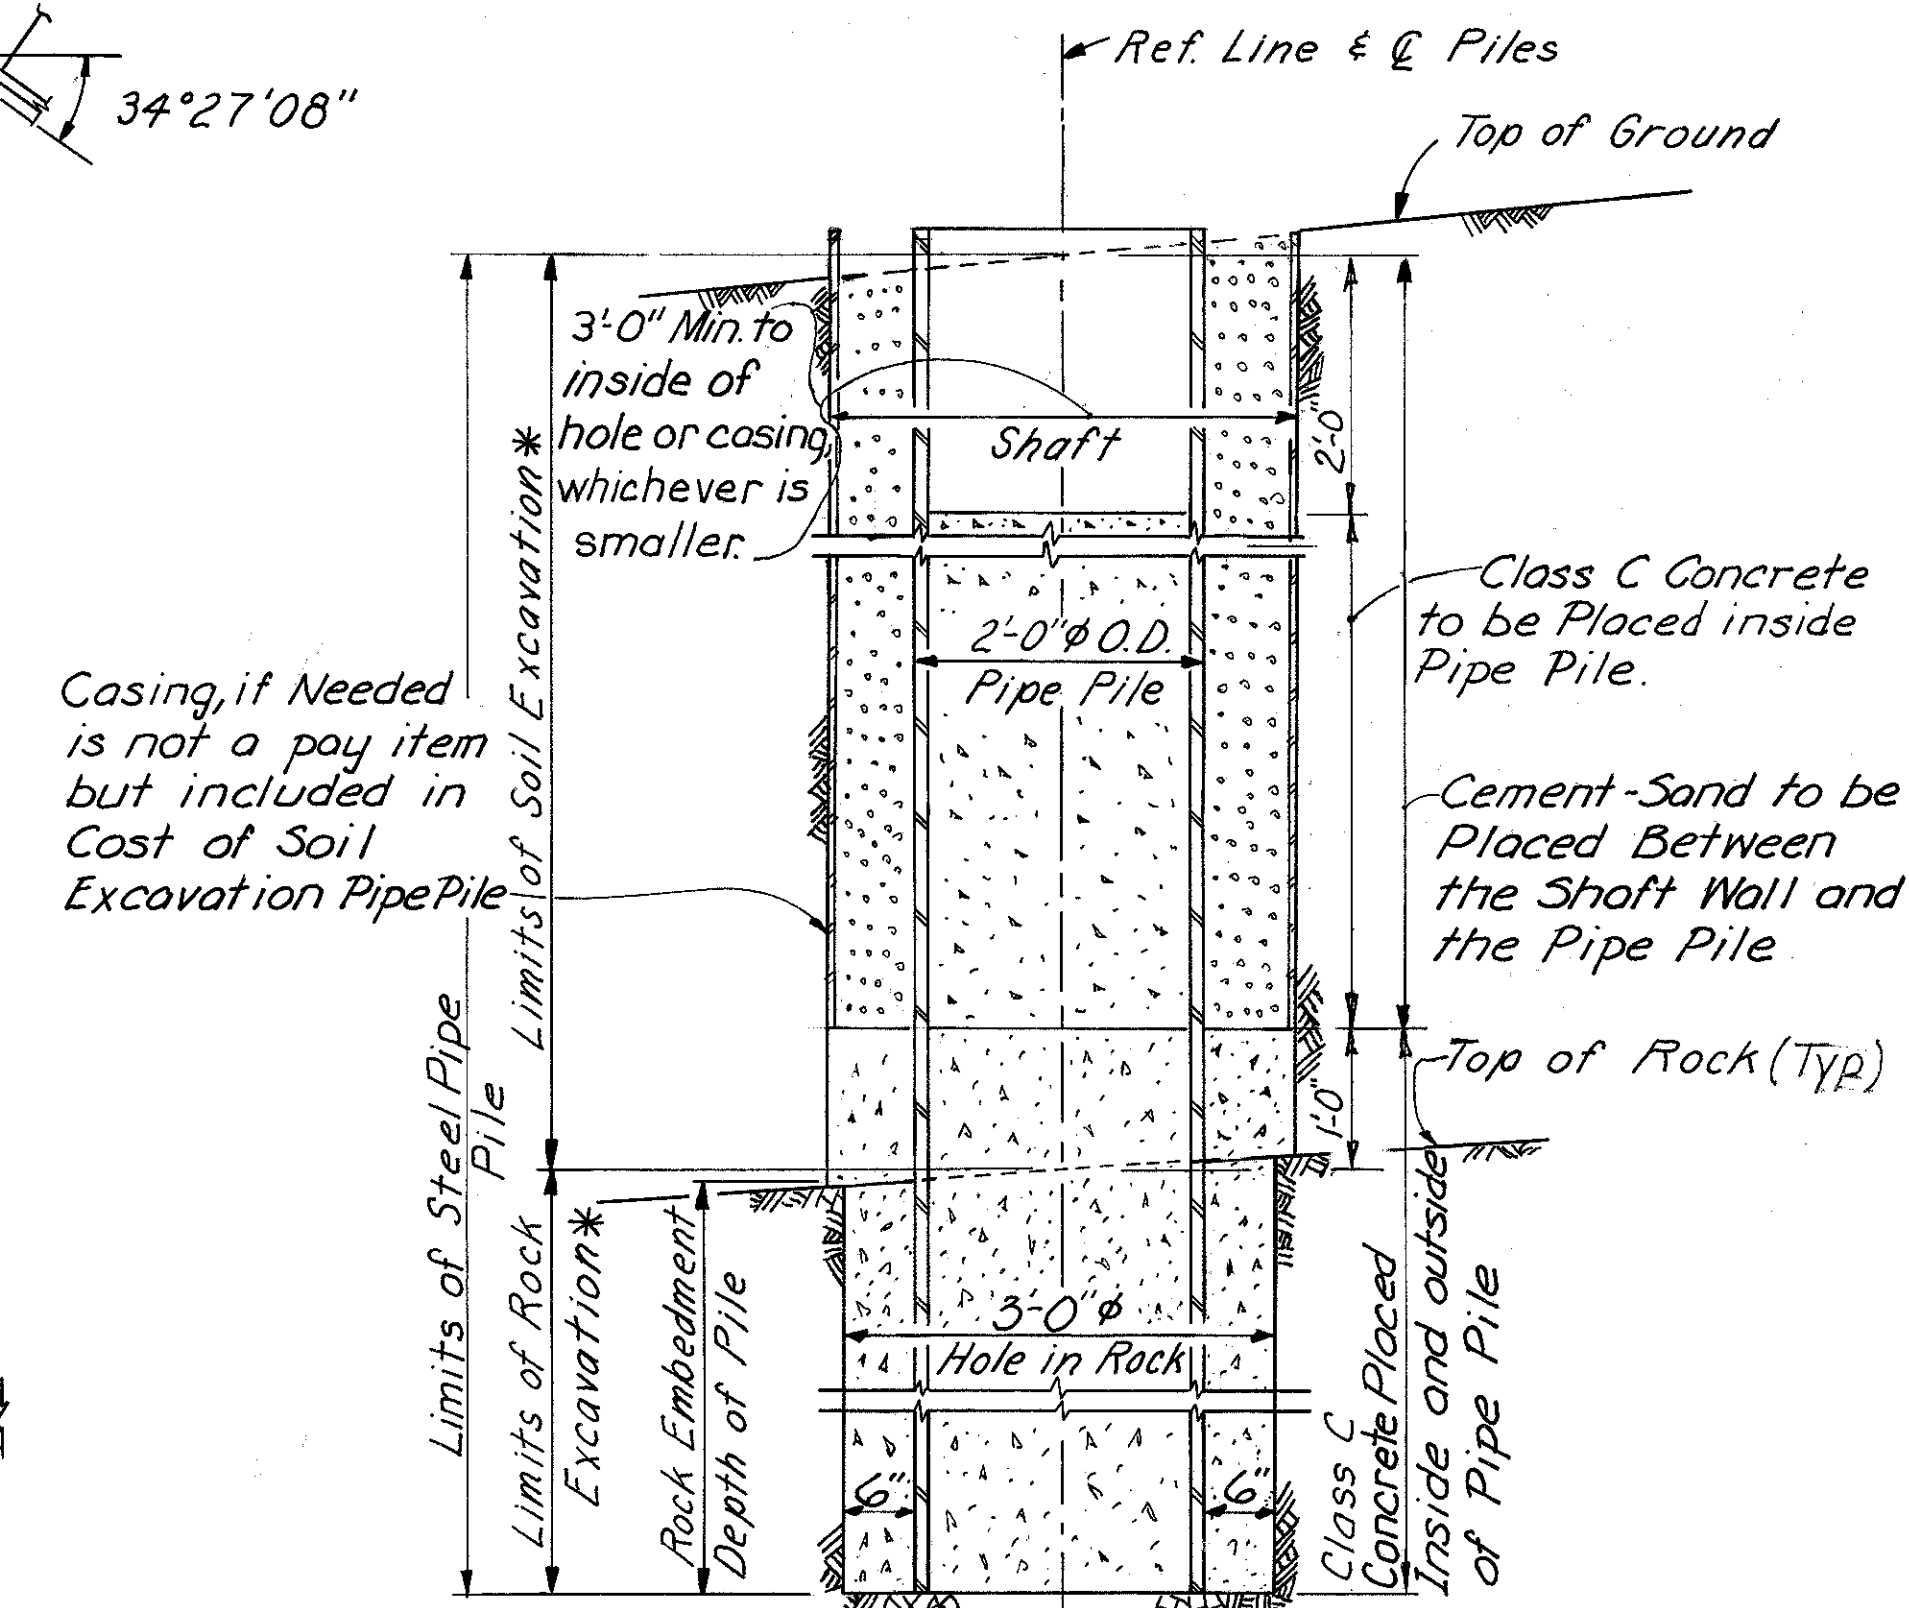 34°27'08"
Ref. Line & ℄ Piles
Top of Ground
3'-0" Min. to
inside of
hole or casing,
whichever is
smaller.
Shaft
2'-0"
Limits of Soil Excavation*
2'-0"ø O.D.
Pipe Pile
Class C Concrete
to be Placed inside
Pipe Pile.
Casing, if Needed
is not a pay item
but included in
Cost of Soil
Excavation Pipe Pile
Cement-Sand to be
Placed Between
the Shaft Wall and
the Pipe Pile
Top of Rock (Typ)
1'-0"
Limits of Steel Pipe
Pile
Limits of Rock
Excavation*
Rock Embedment
Depth of Pile
3'-0"ø
Hole in Rock
6"
6"
Class C
Concrete Placed
Inside and outside
of Pipe Pile